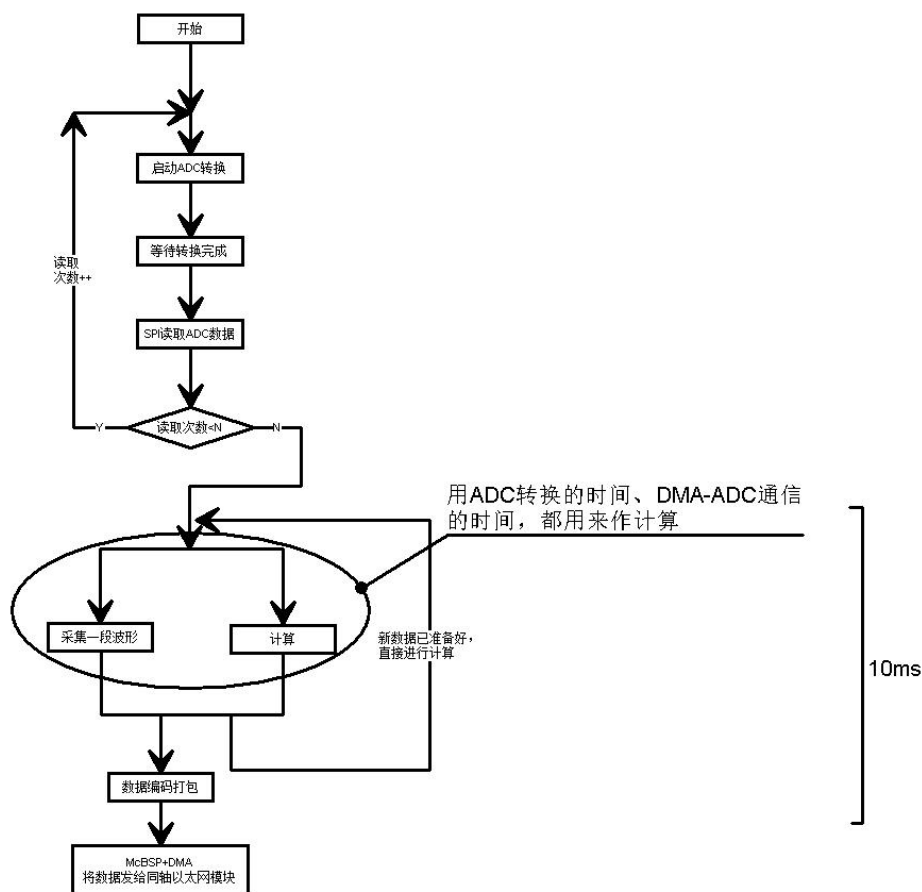 开始
启动ADC转换
等待转换完成
读取
次数++
SPI读取ADC数据
Y
读取次数<N
N
用ADC转换的时间、DMA-ADC通信
的时间，都用来作计算
采集一段波形
计算
新数据已准备好，
直接进行计算
10ms
数据编码打包
McBSP+DMA
将数据发给同轴以太网模块